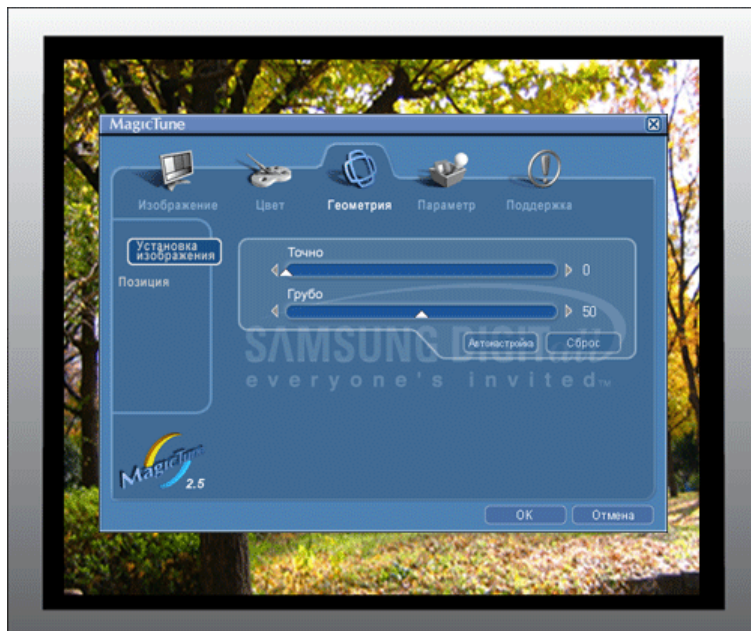 MagicTune
Изображение
Цвет
Геометрия
Параметр
Поддержка
Установка
изображения
Позиция
Точно
0
Грубо
50
Автонастройка
Сброс
SAMSUNG DIGITall
everyone's invited™
MagicTune
2.5
OK
Отмена